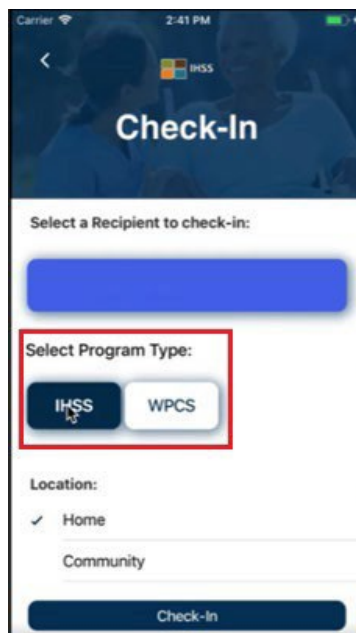 Carrier 2:41 PM
IHSS
Check-In
Select a Recipient to check-in:
Select Program Type:
IHSS WPCS
Location:
✓ Home
Community
Check-In